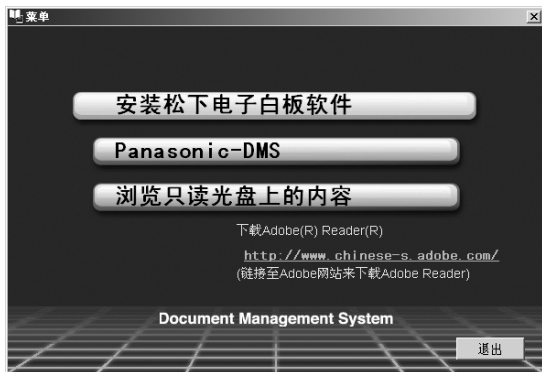 菜单
安装松下电子白板软件
Panasonic-DMS
浏览只读光盘上的内容
下载Adobe(R) Reader(R)
http://www.chinese-s.adobe.com/
(链接至Adobe网站来下载Adobe Reader)
Document Management System
退出